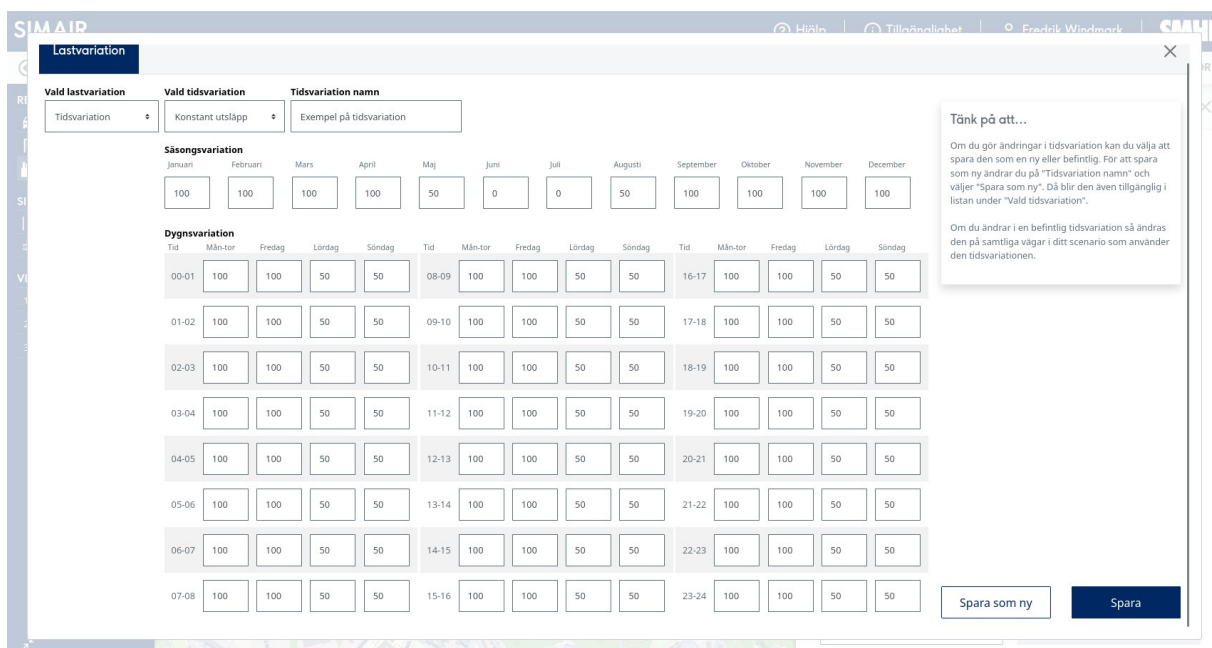 SIMAIR
Hjälp
Tillgänglighet
Fredrik Windmark
SMHI
Lastvariation
Vald lastvariation Vald tidsvariation Tidsvariation namn
Tidsvariation Konstant utsläpp Exempel på tidsvariation
Säsongsvariation
Januari Februari Mars April Maj Juni Juli Augusti September Oktober November December
100 100 100 100 50 0 0 50 100 100 100 100
Dygnsvariation
Tid Mån-tor Fredag Lördag Söndag Tid Mån-tor Fredag Lördag Söndag Tid Mån-tor Fredag Lördag Söndag
00-01 100 100 50 50 08-09 100 100 50 50 16-17 100 100 50 50
01-02 100 100 50 50 09-10 100 100 50 50 17-18 100 100 50 50
02-03 100 100 50 50 10-11 100 100 50 50 18-19 100 100 50 50
03-04 100 100 50 50 11-12 100 100 50 50 19-20 100 100 50 50
04-05 100 100 50 50 12-13 100 100 50 50 20-21 100 100 50 50
05-06 100 100 50 50 13-14 100 100 50 50 21-22 100 100 50 50
06-07 100 100 50 50 14-15 100 100 50 50 22-23 100 100 50 50
07-08 100 100 50 50 15-16 100 100 50 50 23-24 100 100 50 50
Tänk på att...
Om du gör ändringar i tidsvariation kan du välja att
spara den som en ny eller befintlig. För att spara
som ny ändrar du på "Tidsvariation namn" och
väljer "Spara som ny". Då blir den även tillgänglig i
listan under "Vald tidsvariation".
Om du ändrar i en befintlig tidsvariation så ändras
den på samtliga vägar i ditt scenario som använder
den tidsvariationen.
Spara som ny
Spara